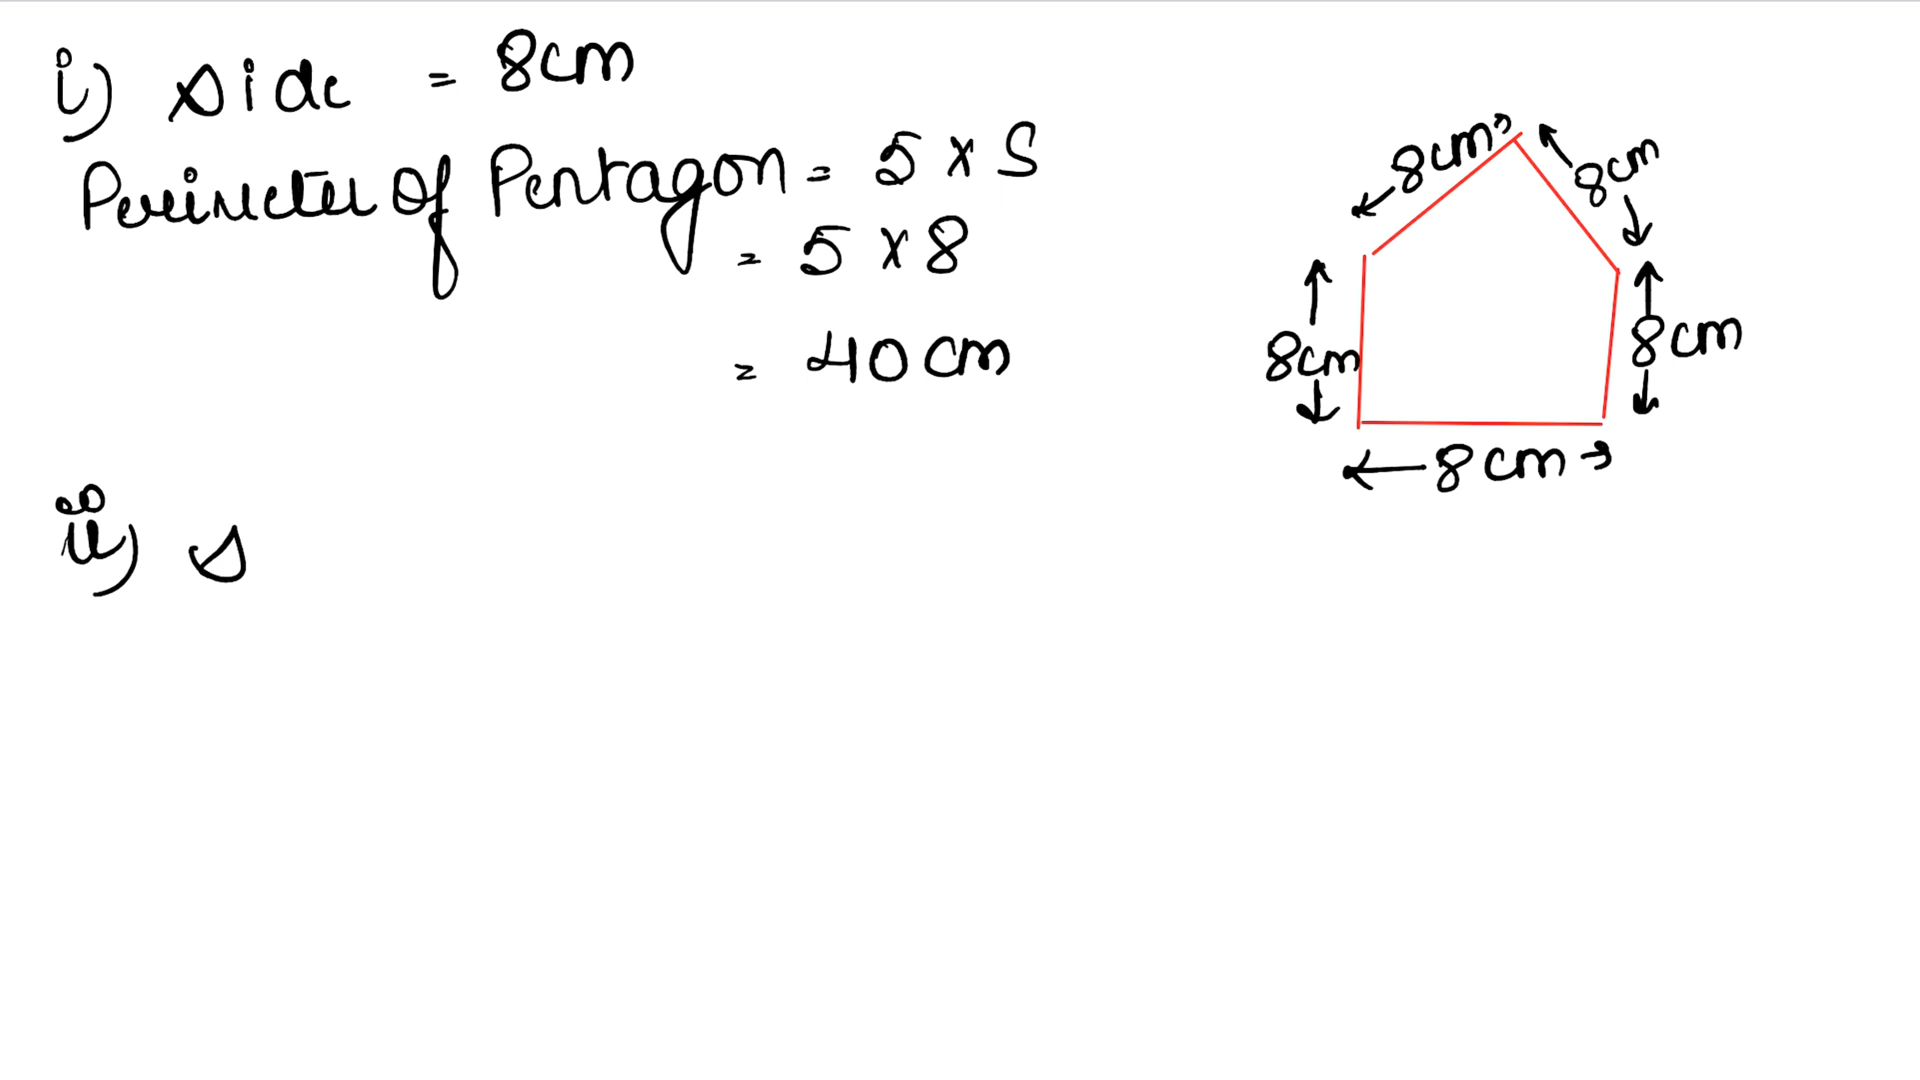 i) side = 8cm
Perimeter of Pentagon = 5 × S
= 5 × 8
= 40 cm
8cm
8cm
8cm
8cm
8cm
ii) s